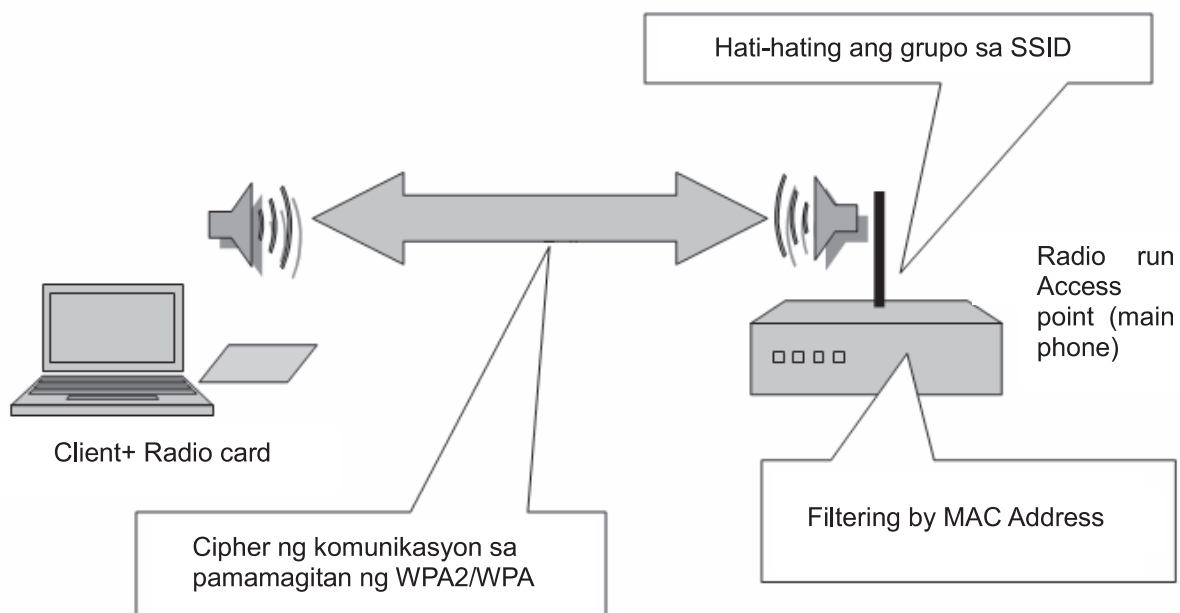 Hati-hating ang grupo sa SSID
Radio run
Access
point (main
phone)
Client+ Radio card
Filtering by MAC Address
Cipher ng komunikasyon sa
pamamagitan ng WPA2/WPA